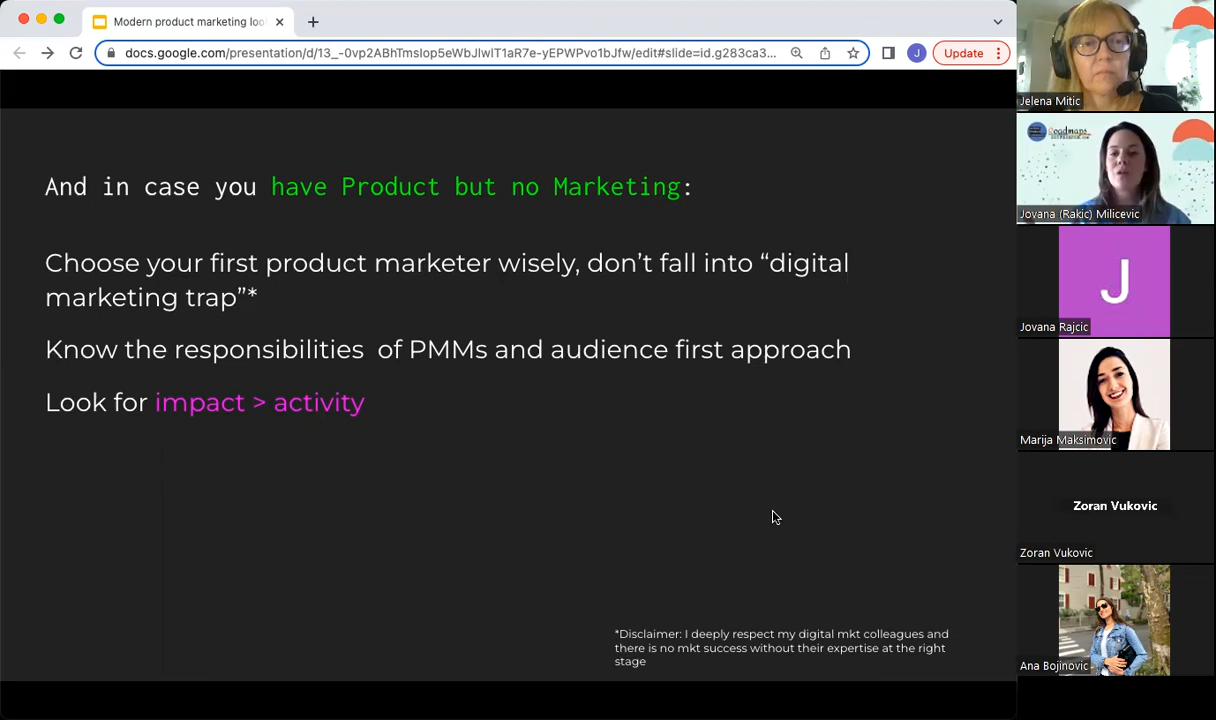 Modern product marketing loo
docs.google.com/presentation/d/13_-0vp2ABhTmsIop5eWbJlwlT1aR7e-yEPWPvo1bJfw/edit#slide=id.g283ca3...
J
Update
And in case you have Product but no Marketing:
Choose your first product marketer wisely, don’t fall into “digital
marketing trap”*
Know the responsibilities of PMMs and audience first approach
Look for impact > activity
*Disclaimer: I deeply respect my digital mkt colleagues and
there is no mkt success without their expertise at the right
stage
Jelena Mitic
Jovana (Rakic) Milicevic
J
Jovana Rajcic
Marija Maksimovic
Zoran Vukovic
Zoran Vukovic
Ana Bojinovic